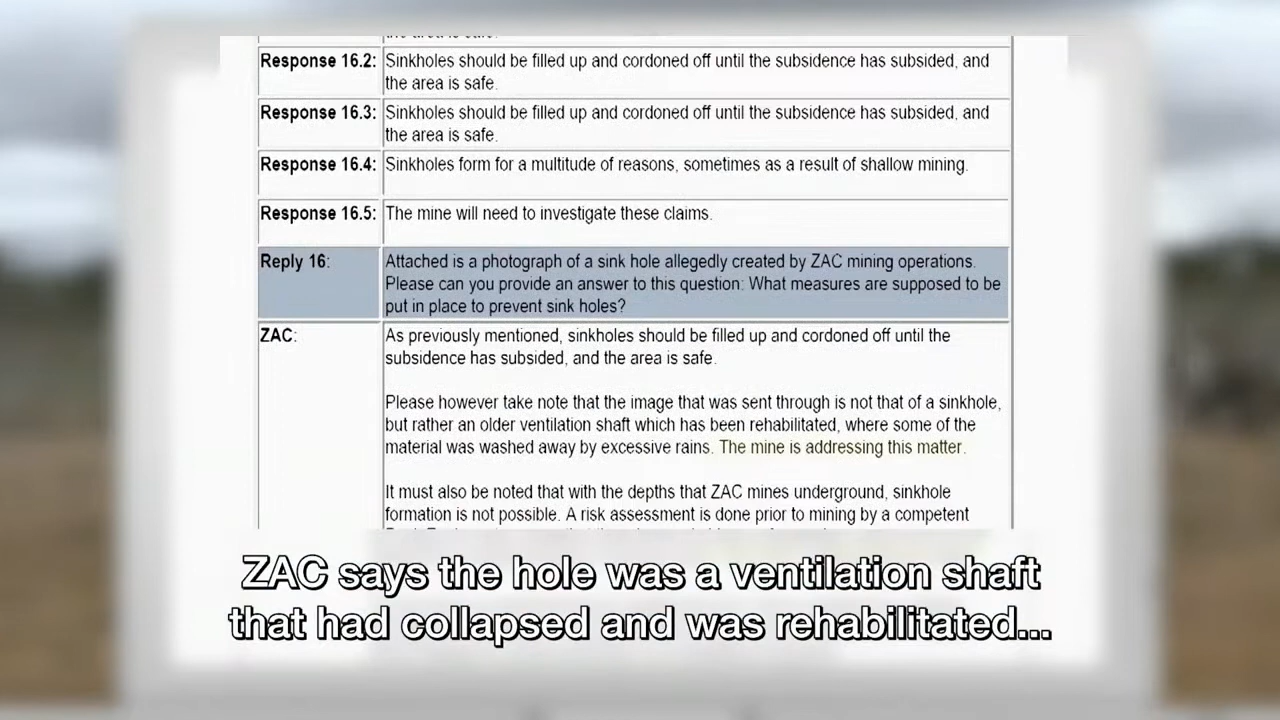 the area is safe.
Response 16.2: Sinkholes should be filled up and cordoned off until the subsidence has subsided, and
the area is safe.
Response 16.3: Sinkholes should be filled up and cordoned off until the subsidence has subsided, and
the area is safe.
Response 16.4: Sinkholes form for a multitude of reasons, sometimes as a result of shallow mining.
Response 16.5: The mine will need to investigate these claims.
Reply 16: Attached is a photograph of a sink hole allegedly created by ZAC mining operations.
Please can you provide an answer to this question: What measures are supposed to be
put in place to prevent sink holes?
ZAC: As previously mentioned, sinkholes should be filled up and cordoned off until the
subsidence has subsided, and the area is safe.
Please however take note that the image that was sent through is not that of a sinkhole,
but rather an older ventilation shaft which has been rehabilitated, where some of the
material was washed away by excessive rains. The mine is addressing this matter.
It must also be noted that with the depths that ZAC mines underground, sinkhole
formation is not possible. A risk assessment is done prior to mining by a competent
ZAC says the hole was a ventilation shaft
that had collapsed and was rehabilitated...